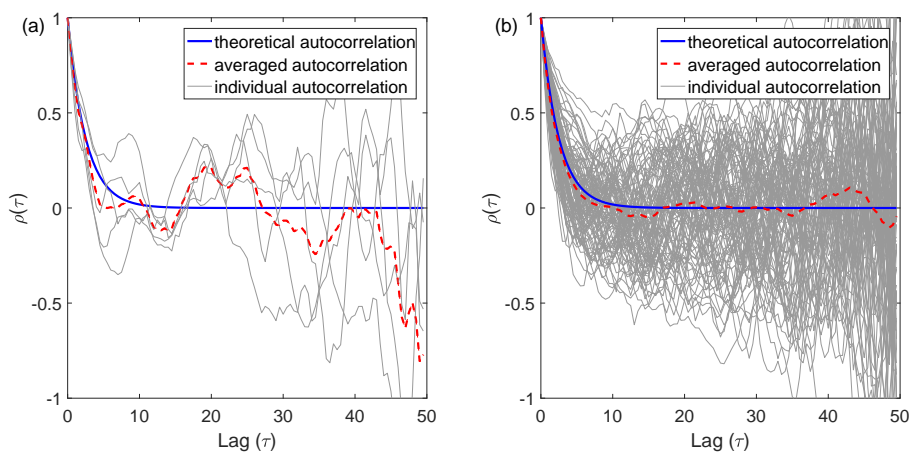 (a)
theoretical autocorrelation
averaged autocorrelation
individual autocorrelation
1
0.5
0
-0.5
-1
ρ(τ)
0 10 20 30 40 50
Lag (τ)
(b)
theoretical autocorrelation
averaged autocorrelation
individual autocorrelation
1
0.5
0
-0.5
-1
ρ(τ)
0 10 20 30 40 50
Lag (τ)